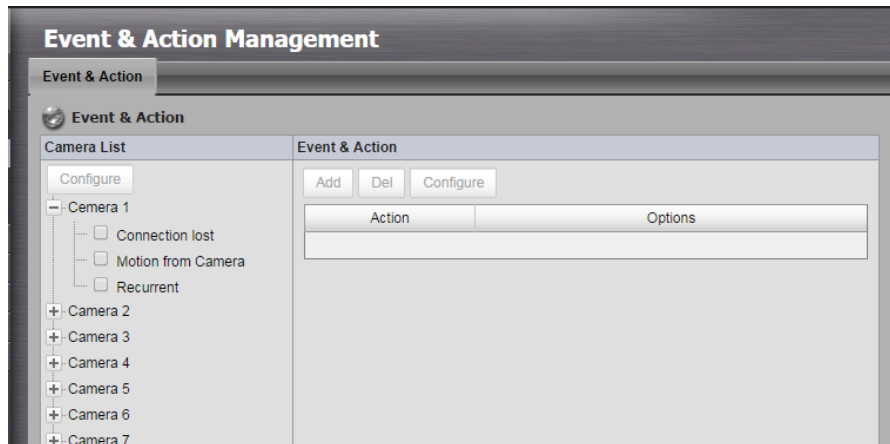 Event & Action Management
Event & Action
Event & Action
Camera List
Event & Action
Configure
Add Del Configure
Cemera 1
Action Options
Connection lost
Motion from Camera
Recurrent
Camera 2
Camera 3
Camera 4
Camera 5
Camera 6
Camera 7